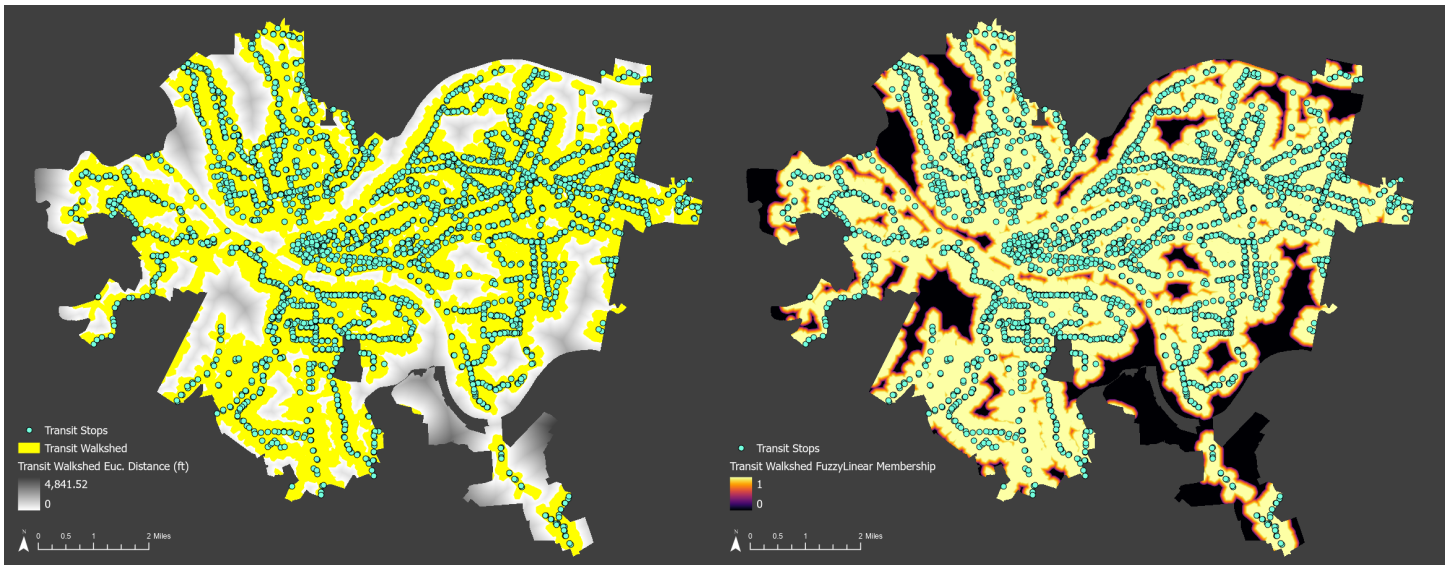 Transit Stops
Transit Walkshed
Transit Walkshed Euc. Distance (ft)
4,841.52
0
N
0 0.5 1 2 Miles
Transit Stops
Transit Walkshed FuzzyLinear Membership
1
0
N
0 0.5 1 2 Miles